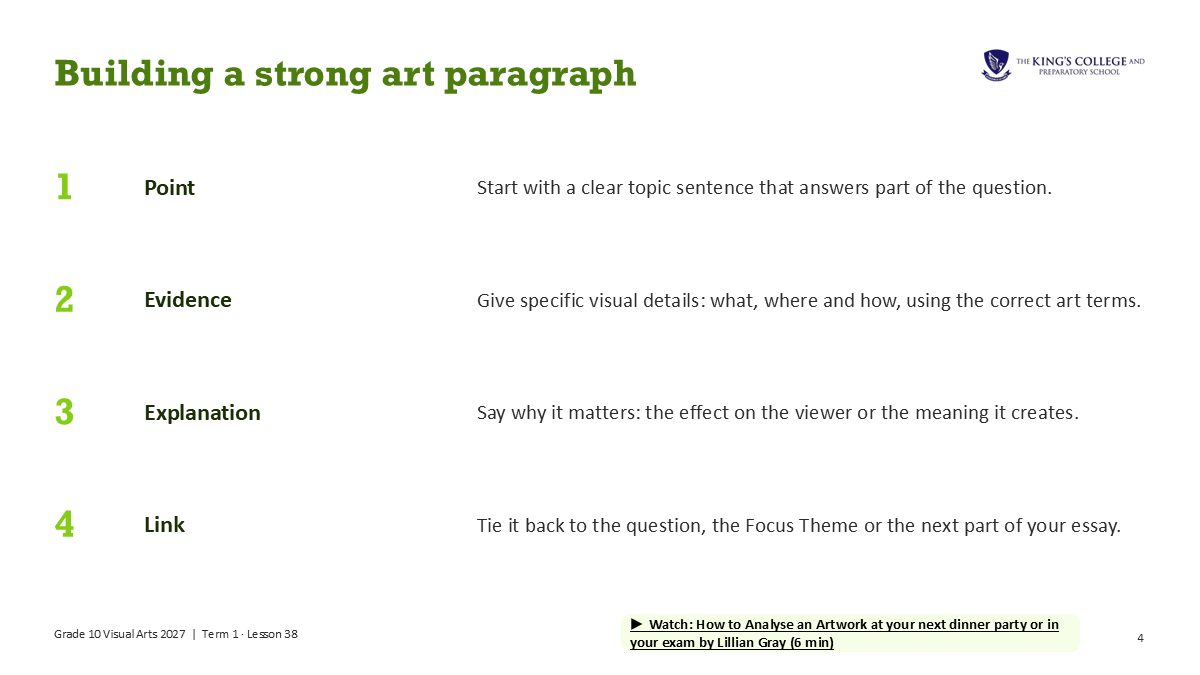 Building a strong art paragraph
THE KING'S COLLEGE AND
PREPARATORY SCHOOL
1 Point Start with a clear topic sentence that answers part of the question.
2 Evidence Give specific visual details: what, where and how, using the correct art terms.
3 Explanation Say why it matters: the effect on the viewer or the meaning it creates.
4 Link Tie it back to the question, the Focus Theme or the next part of your essay.
Grade 10 Visual Arts 2027 | Term 1 · Lesson 38
▶ Watch: How to Analyse an Artwork at your next dinner party or in
your exam by Lillian Gray (6 min)
4